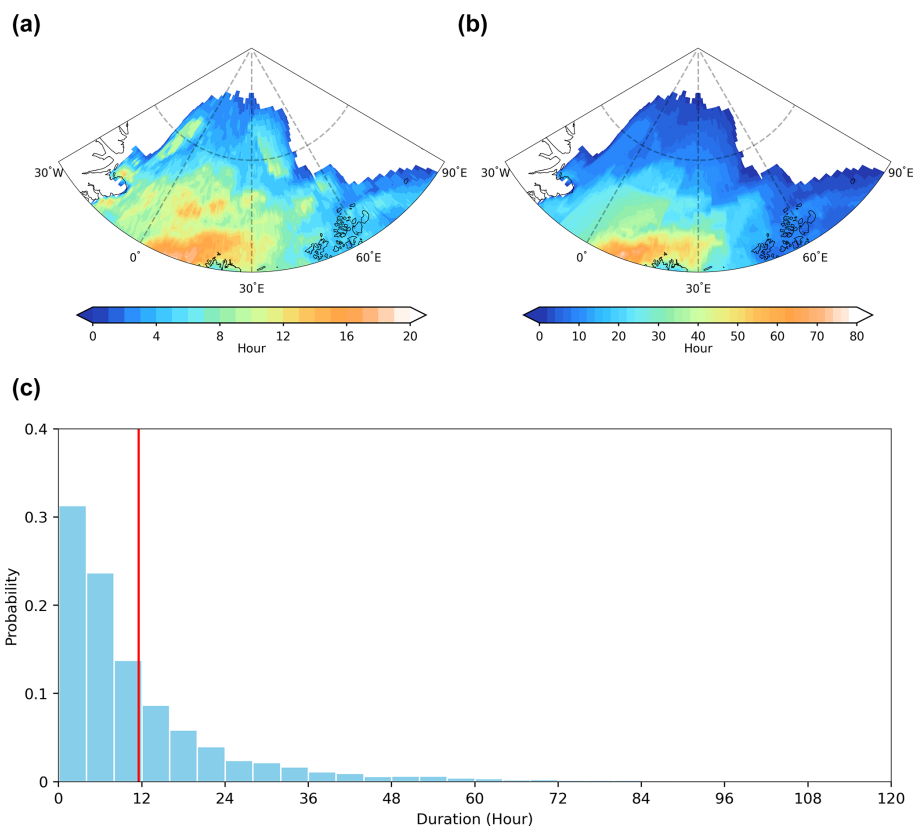 (a) (b)
30°W 90°E 30°W 90°E
0° 60°E 0° 60°E
30°E 30°E
0 4 8 12 16 20 0 10 20 30 40 50 60 70 80
Hour Hour
(c)
0.4
0.3
0.2
0.1
0
Probability
0 12 24 36 48 60 72 84 96 108 120
Duration (Hour)